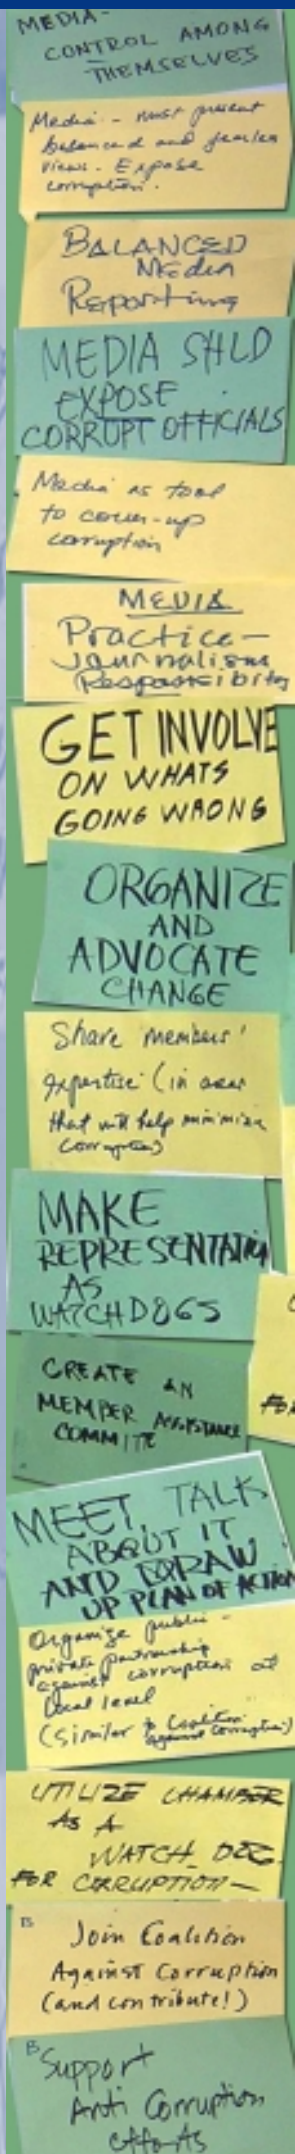 MEDIA-
CONTROL AMONG
THEMSELVES
Media - must present
balanced and fearless
views. Expose
corruption.
BALANCED
Media
Reporting
MEDIA SHLD
EXPOSE
CORRUPT OFFICIALS
Media as tool
to cover-up
corruption
MEDIA
Practice -
Journalism
Responsibility
GET INVOLVE
ON WHATS
GOING WRONG
ORGANIZE
AND
ADVOCATE
CHANGE
Share members'
expertise (in areas
that will help minimize
corruption)
MAKE
REPRESENTATION
AS
WATCHDOGS
CREATE AN
MEMBER ASSISTANCE
COMMITE
MEET, TALK
ABOUT IT
AND DRAW
UP PLAN OF ACTION
Organize public -
private partnership
against corruption at
local level
(similar to Coalition
against corruption)
UTILIZE CHAMBER
AS A
WATCH DOG
FOR CORRUPTION -
B
Join Coalition
Against Corruption
(and contribute!)
B
Support
Anti Corruption
efforts